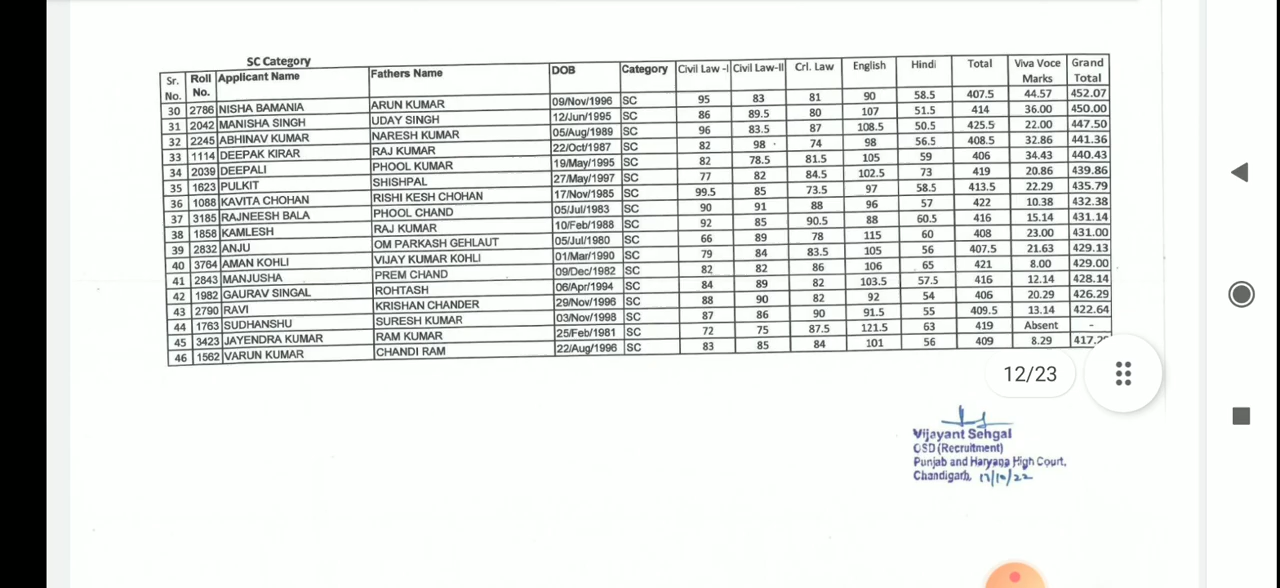 SC Category
Sr. No. Roll No. Applicant Name Fathers Name DOB Category Civil Law -I Civil Law-II Crl. Law English Hindi Total Viva Voce Marks Grand Total
30 2786 NISHA BAMANIA ARUN KUMAR 09/Nov/1996 SC 95 83 81 90 58.5 407.5 44.57 452.07
31 2042 MANISHA SINGH UDAY SINGH 12/Jun/1995 SC 86 89.5 80 107 51.5 414 36.00 450.00
32 2245 ABHINAV KUMAR NARESH KUMAR 05/Aug/1989 SC 96 83.5 87 108.5 50.5 425.5 22.00 447.50
33 1114 DEEPAK KIRAR RAJ KUMAR 22/Oct/1987 SC 82 98 74 98 56.5 408.5 32.86 441.36
34 2039 DEEPALI PHOOL KUMAR 19/May/1995 SC 82 78.5 81.5 105 59 406 34.43 440.43
35 1623 PULKIT SHISHPAL 27/May/1997 SC 77 82 84.5 102.5 73 419 20.86 439.86
36 1088 KAVITA CHOHAN RISHI KESH CHOHAN 17/Nov/1985 SC 99.5 85 73.5 97 58.5 413.5 22.29 435.79
37 3185 RAJNEESH BALA PHOOL CHAND 05/Jul/1983 SC 90 91 88 96 57 422 10.38 432.38
38 1858 KAMLESH RAJ KUMAR 10/Feb/1988 SC 92 85 90.5 88 60.5 416 15.14 431.14
39 2832 ANJU OM PARKASH GEHLAUT 05/Jul/1980 SC 66 89 78 115 60 408 23.00 431.00
40 3764 AMAN KOHLI VIJAY KUMAR KOHLI 01/Mar/1990 SC 79 84 83.5 105 56 407.5 21.63 429.13
41 2843 MANJUSHA PREM CHAND 09/Dec/1982 SC 82 82 86 106 65 421 8.00 429.00
42 1982 GAURAV SINGAL ROHTASH 06/Apr/1994 SC 84 89 82 103.5 57.5 416 12.14 428.14
43 2790 RAVI KRISHAN CHANDER 29/Nov/1996 SC 88 90 82 92 54 406 20.29 426.29
44 1763 SUDHANSHU SURESH KUMAR 03/Nov/1998 SC 87 86 90 91.5 55 409.5 13.14 422.64
45 3423 JAYENDRA KUMAR RAM KUMAR 25/Feb/1981 SC 72 75 87.5 121.5 63 419 Absent -
46 1562 VARUN KUMAR CHANDI RAM 22/Aug/1996 SC 83 85 84 101 56 409 8.29
12/23
Vijayant Sehgal
OSD (Recruitment)
Punjab and Haryana High Court,
Chandigarh, 17/10/22